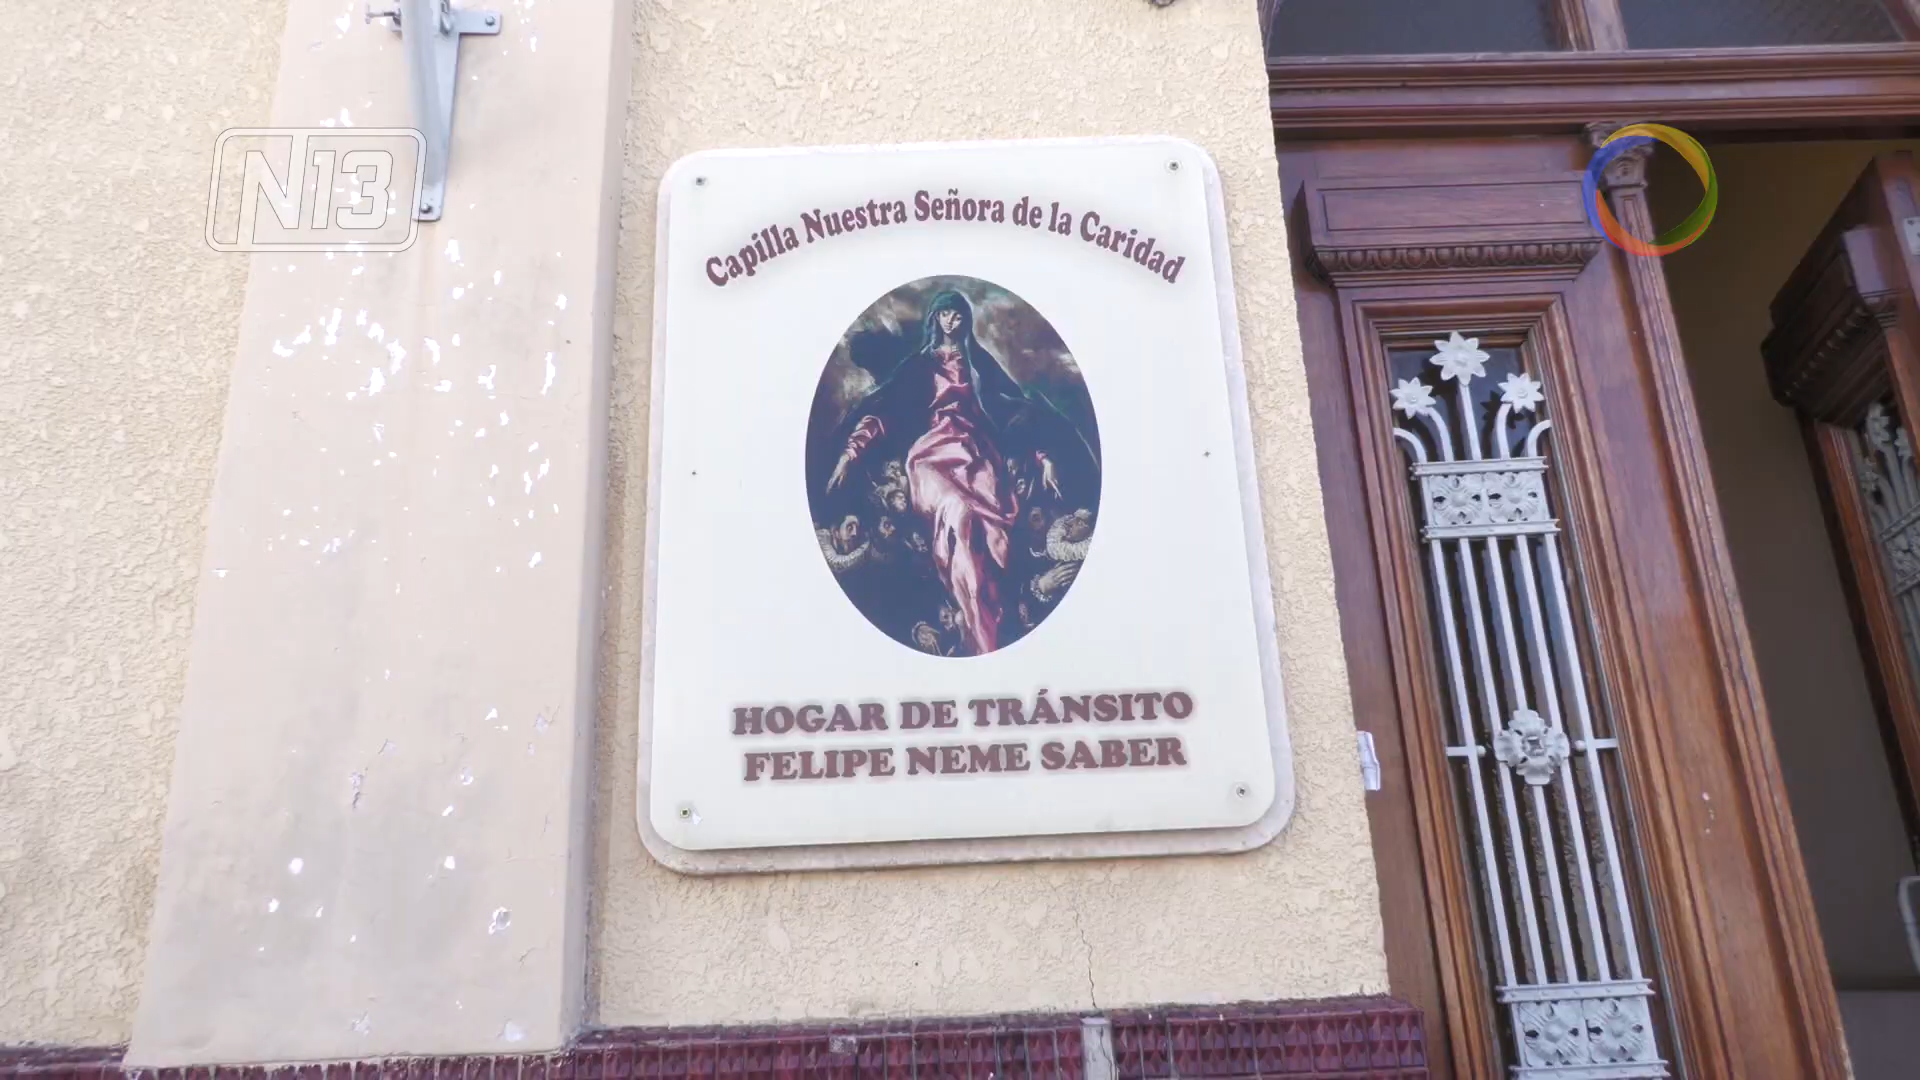 N13
Capilla Nuestra Señora de la Caridad
HOGAR DE TRÁNSITO
FELIPE NEME SABER